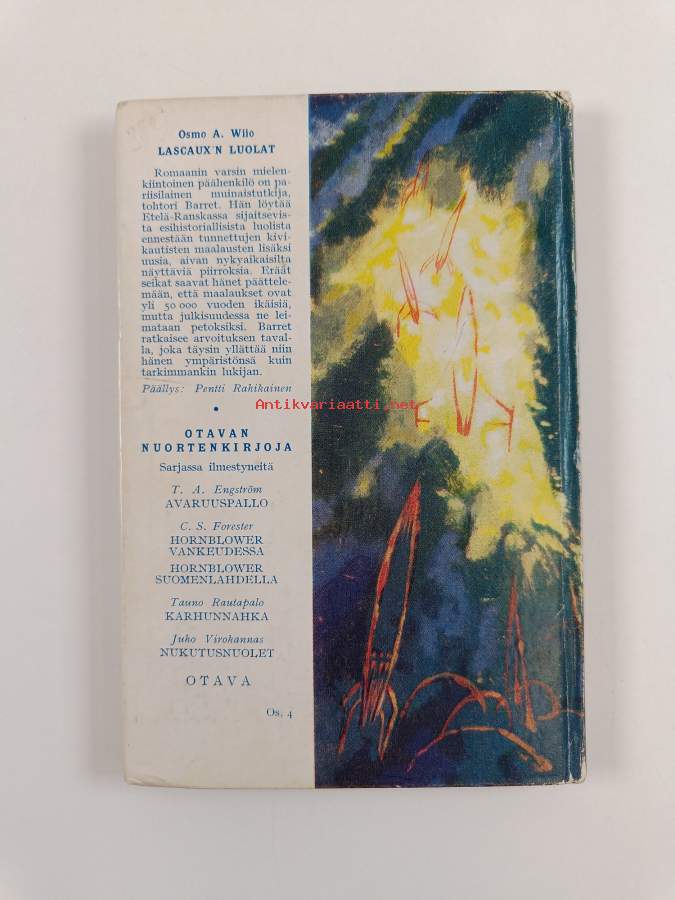 Osmo A. Wiio
LASCAUX'N LUOLAT
Romaanin varsin mielen-
kiintoinen päähenkilö on pa-
riisilainen muinaistutkija,
tohtori Barret. Hän löytää
Etelä-Ranskassa sijaitsevis-
ta esihistoriallisista luolista
ennestään tunnettujen kivi-
kautisten maalausten lisäksi
uusia, aivan nykyaikaisilta
näyttäviä piirroksia. Eräät
seikat saavat hänet päättele-
mään, että maalaukset ovat
yli 50 000 vuoden ikäisiä,
mutta julkisuudessa ne lei-
mataan petoksiksi. Barret
ratkaisee arvoituksen taval-
la, joka täysin yllättää niin
hänen ympäristönsä kuin
tarkimmankin lukijan.
Päällys: Pentti Rahikainen
Antikvariaatti.net
•
OTAVAN
NUORTENKIRJOJA
Sarjassa ilmestyneitä
T. A. Engström
AVARUUSPALLO
C. S. Forester
HORNBLOWER
VANKEUDESSA
HORNBLOWER
SUOMENLAHDELLA
Tauno Rautapalo
KARHUNNAHKA
Juho Virokannas
NUKUTUSNUOLET
OTAVA
Os. 4